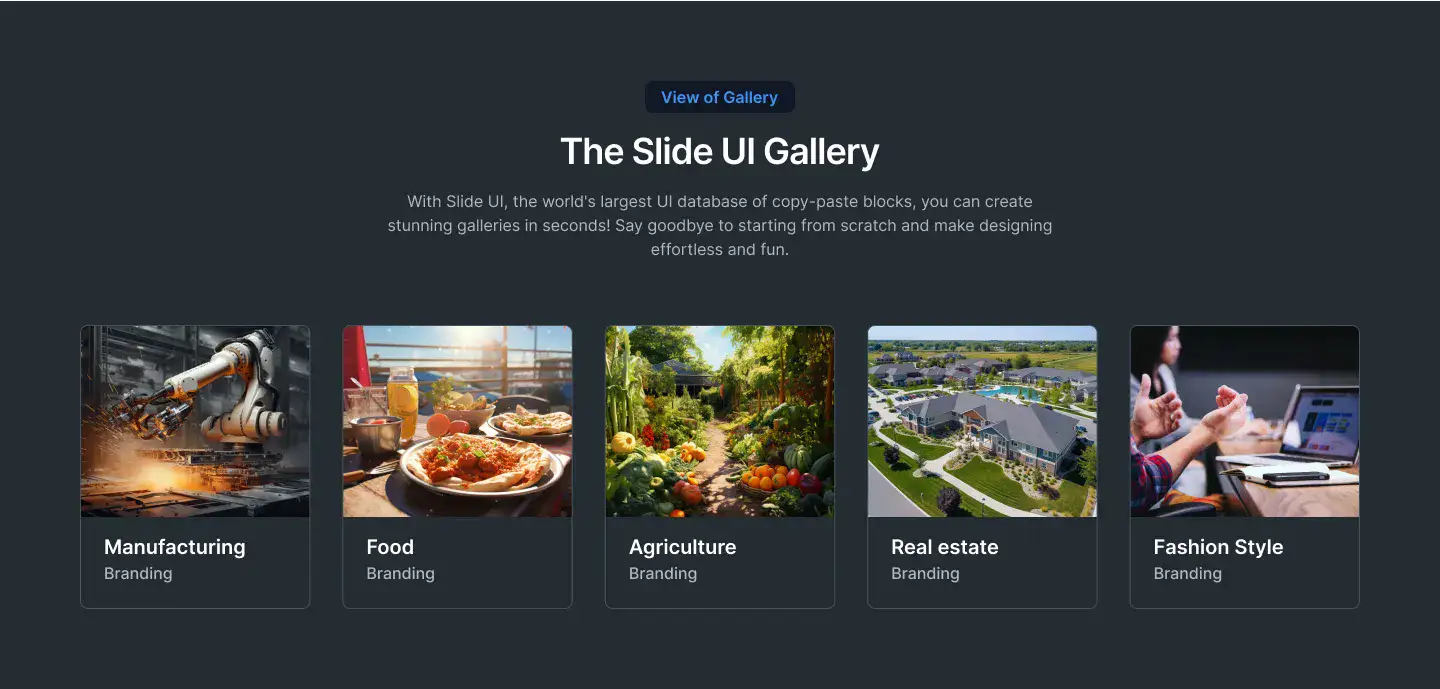 View of Gallery
The Slide UI Gallery
With Slide UI, the world's largest UI database of copy-paste blocks, you can create
stunning galleries in seconds! Say goodbye to starting from scratch and make designing
effortless and fun.
Manufacturing
Branding
Food
Branding
Agriculture
Branding
Real estate
Branding
Fashion Style
Branding